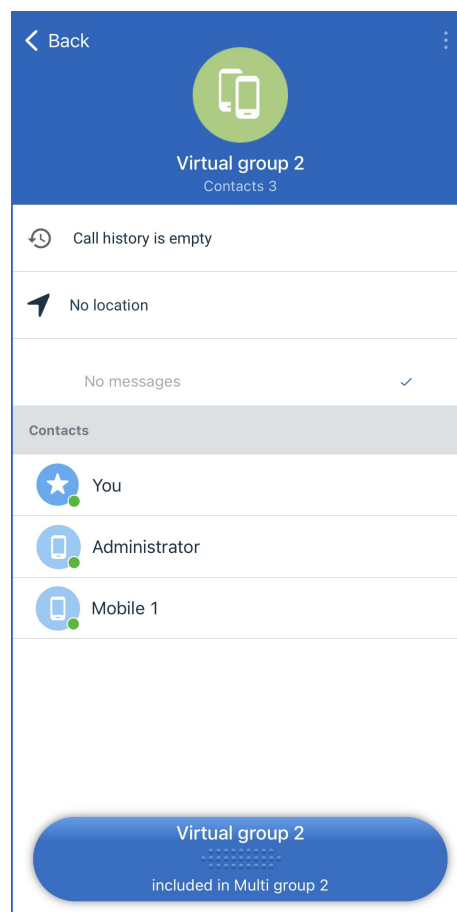 Back
Virtual group 2
Contacts 3
Call history is empty
No location
No messages
Contacts
You
Administrator
Mobile 1
Virtual group 2
included in Multi group 2